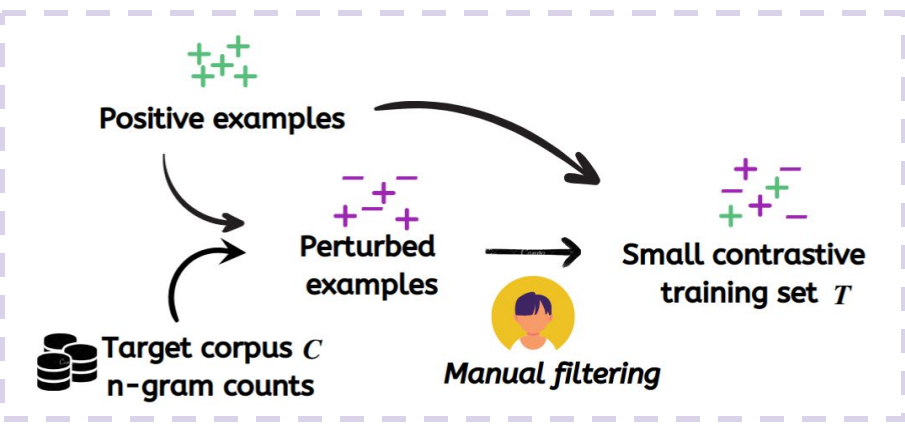 Positive examples
Perturbed
examples
Small contrastive
training set T
Target corpus C
n-gram counts
Manual filtering